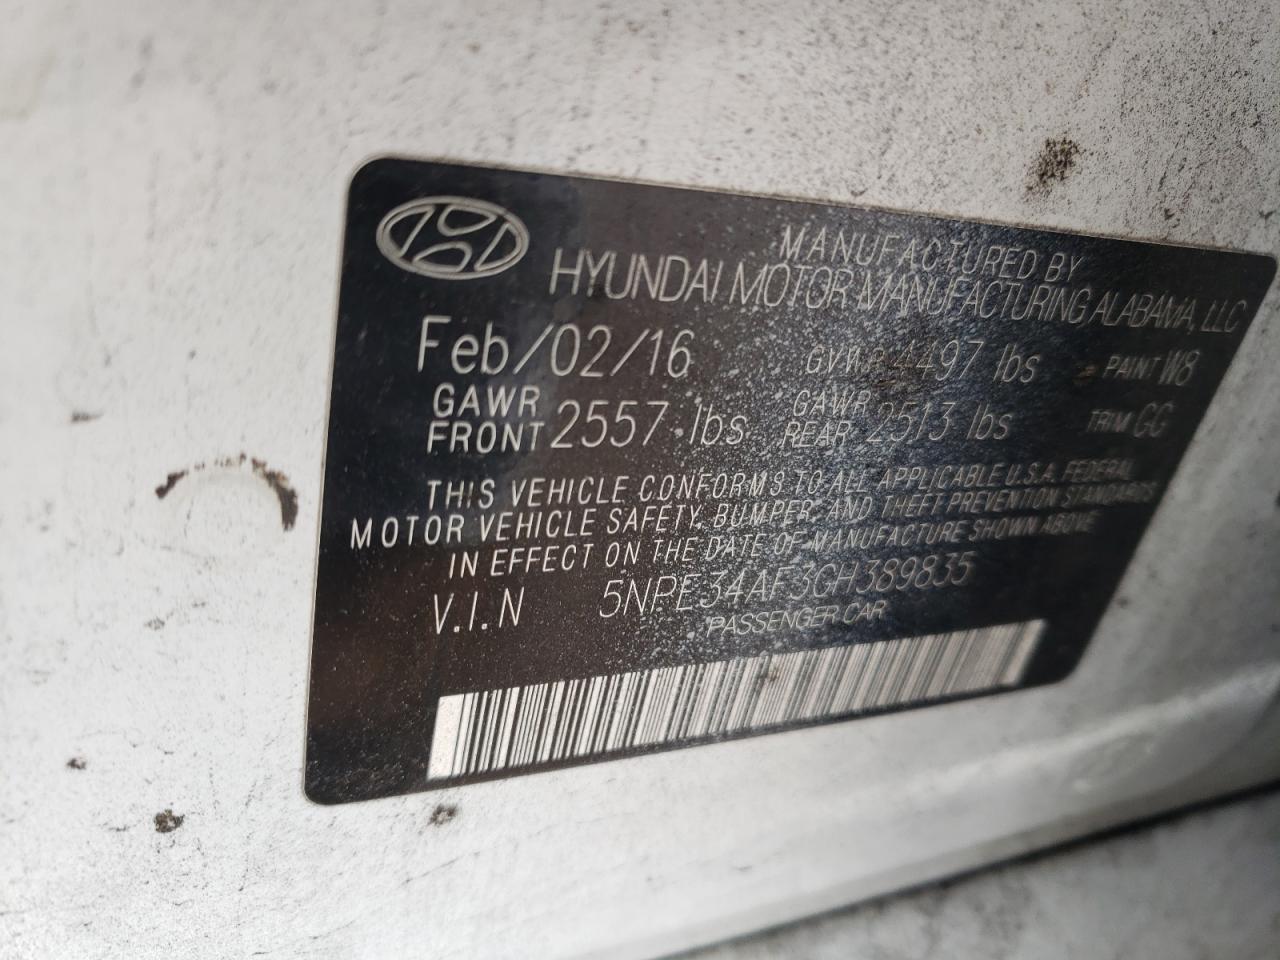 MANUFACTURED BY
HYUNDAI MOTOR MANUFACTURING ALABAMA, LLC
Feb/02/16 GVWR 4497 lbs PAINT W8
GAWR FRONT 2557 lbs GAWR REAR 2513 lbs TRIM GG
THIS VEHICLE CONFORMS TO ALL APPLICABLE U.S.A. FEDERAL
MOTOR VEHICLE SAFETY, BUMPER, AND THEFT PREVENTION STANDARDS
IN EFFECT ON THE DATE OF MANUFACTURE SHOWN ABOVE
V.I.N 5NPE34AF3GH389835
PASSENGER CAR